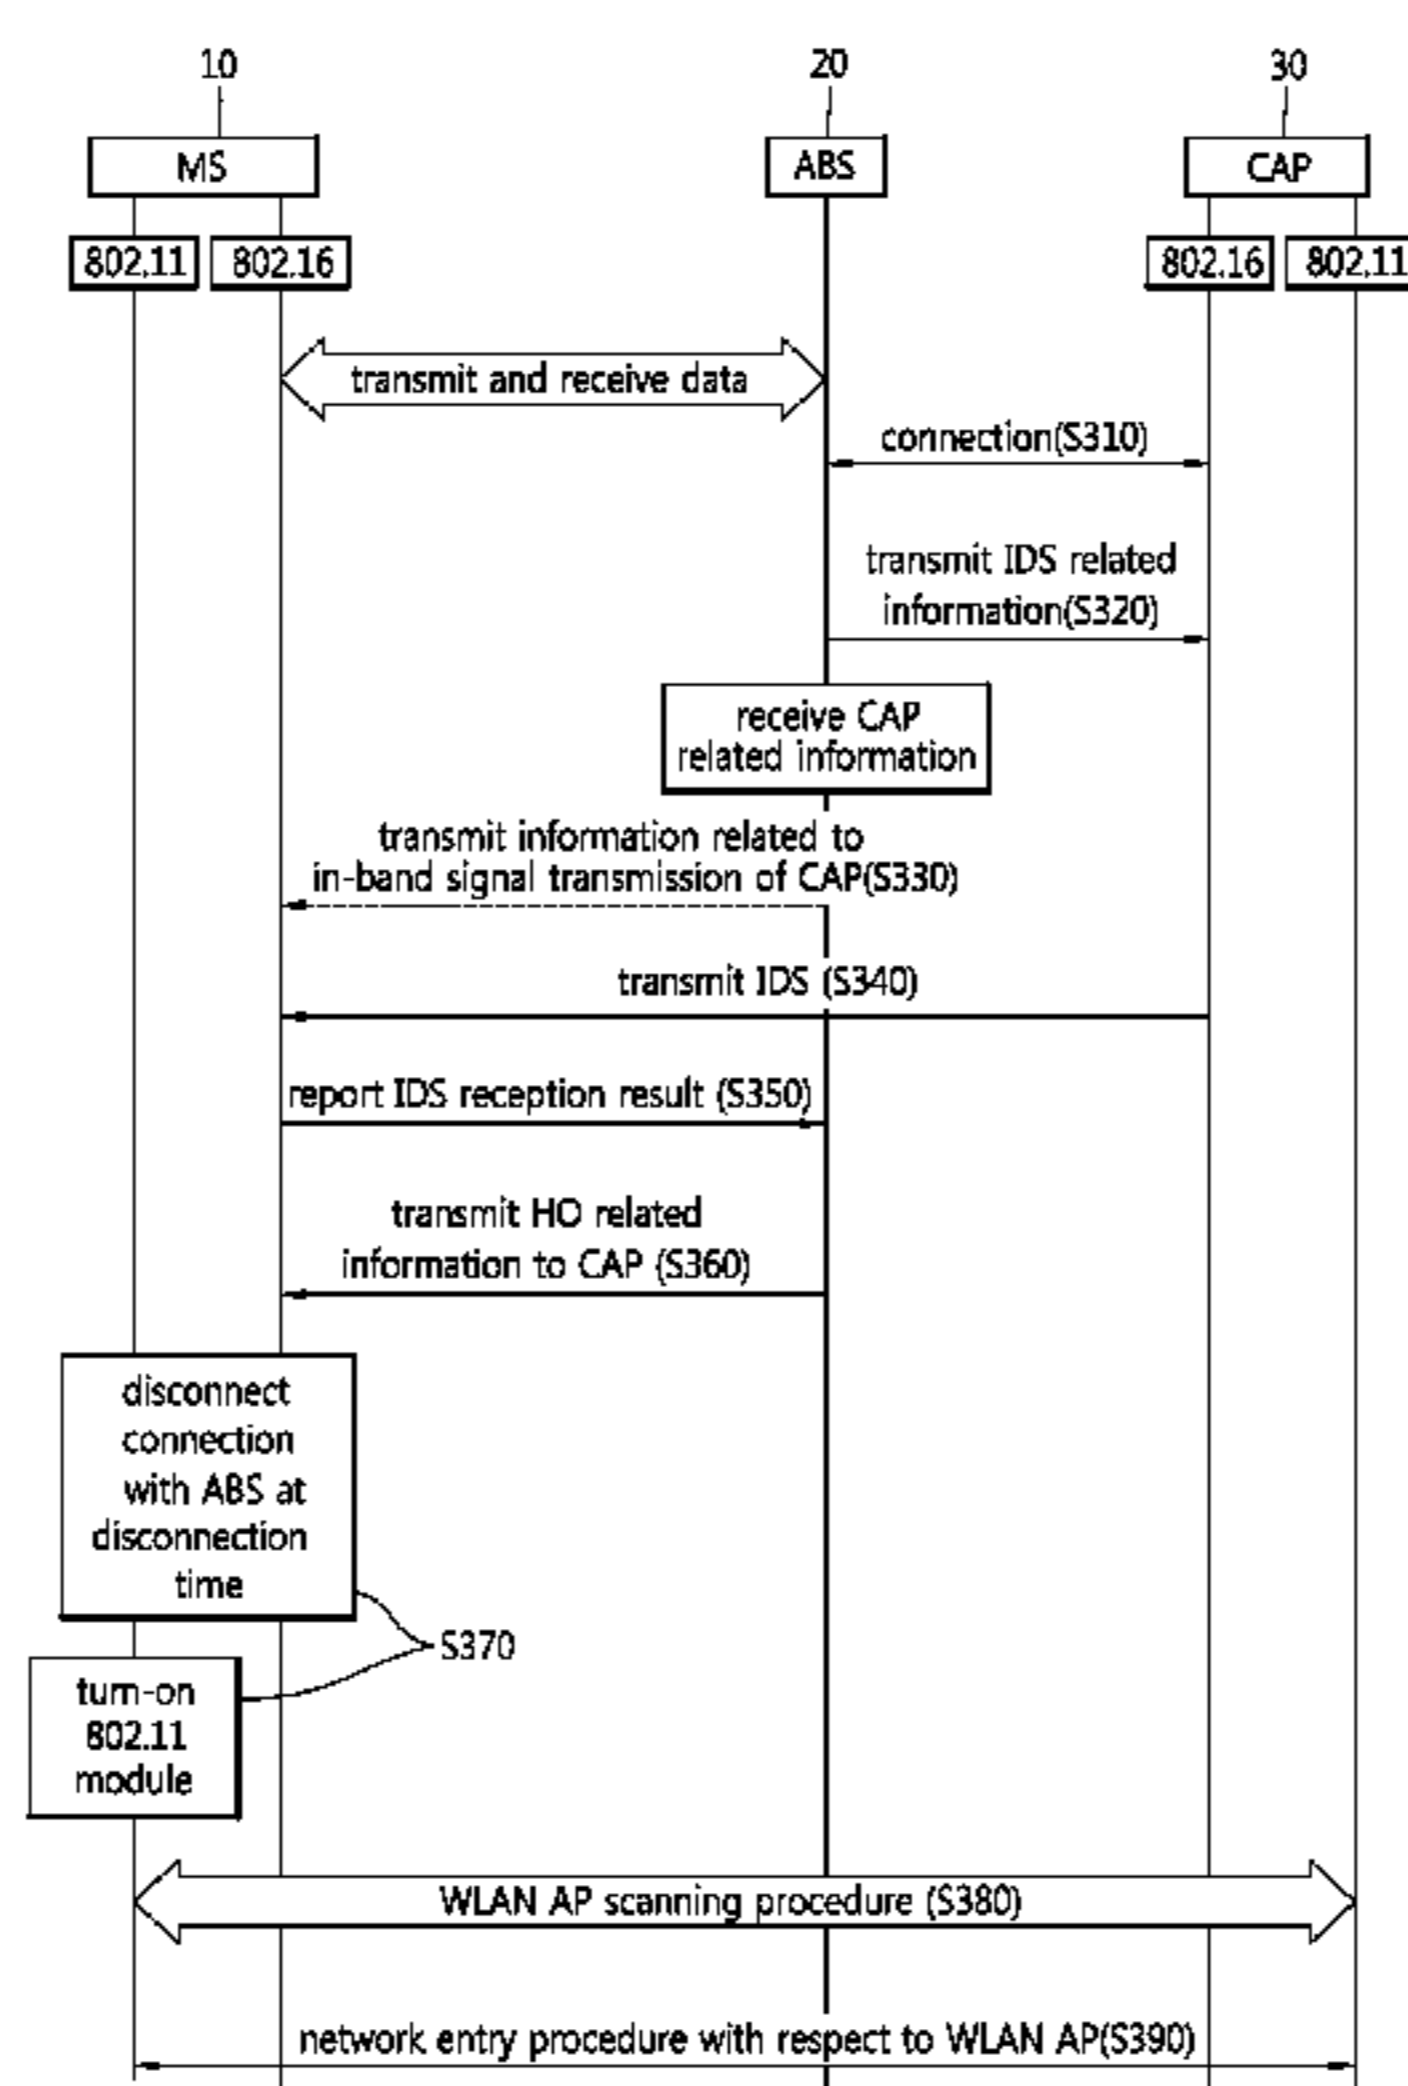 10
20
30
MS
ABS
CAP
802.11
802.16
802.16
802.11
transmit and receive data
connection(S310)
transmit IDS related
information(S320)
receive CAP
related information
transmit information related to
in-band signal transmission of CAP(S330)
transmit IDS (S340)
report IDS reception result (S350)
transmit HO related
information to CAP (S360)
disconnect
connection
with ABS at
disconnection
time
S370
turn-on
802.11
module
WLAN AP scanning procedure (S380)
network entry procedure with respect to WLAN AP(S390)